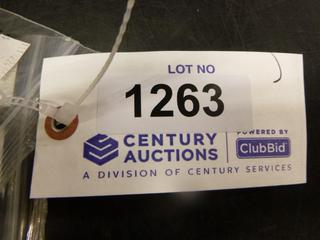 LOT NO
1263
CENTURY
AUCTIONS
POWERED BY
ClubBid
A DIVISION OF CENTURY SERVICES